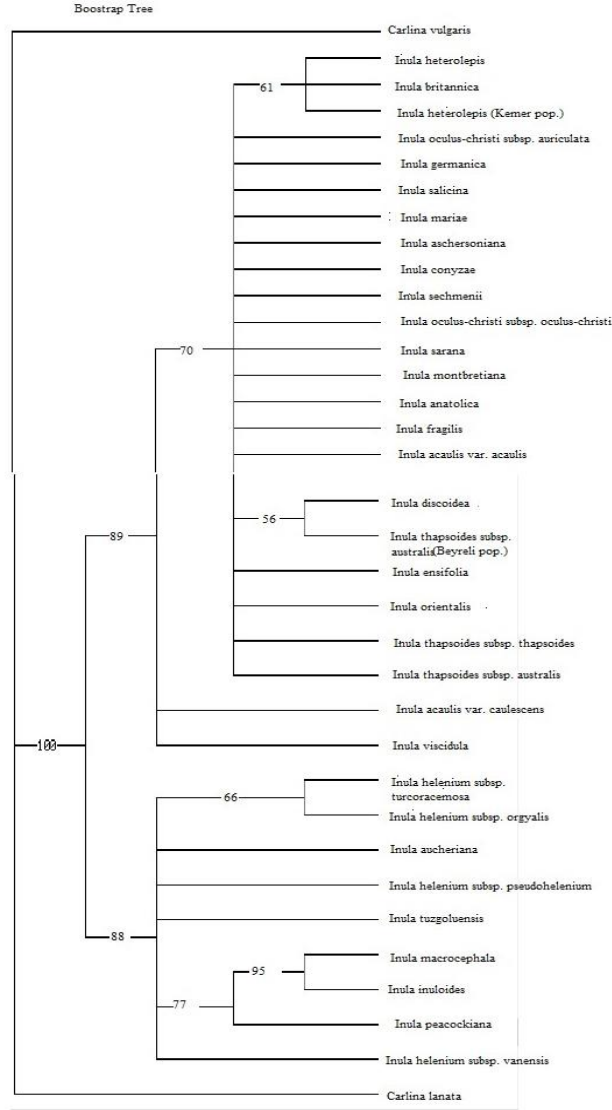 Boostrap Tree
Carlina vulgaris
Inula heterolepis
61
Inula britannica
Inula heterolepis (Kemer pop.)
Inula oculus-christi subsp. auriculata
Inula germanica
Inula salicina
Inula mariae
Inula aschersoniana
Inula conyzae
Inula sechmenii
Inula oculus-christi subsp. oculus-christi
70
Inula sarana
Inula montbretiana
Inula anatolica
Inula fragilis
Inula acaulis var. acaulis
Inula discoidea
56
Inula thapsoides subsp.
australis(Beyreli pop.)
89
Inula ensifolia
Inula orientalis
Inula thapsoides subsp. thapsoides
Inula thapsoides subsp. australis
Inula acaulis var. caulescens
100
Inula viscidula
Inula helenium subsp.
turcoracemosa
66
Inula helenium subsp. orgyalis
Inula aucheriana
Inula helenium subsp. pseudohelenium
Inula tuzgoluensis
88
Inula macrocephala
95
Inula inuloides
77
Inula peacockiana
Inula helenium subsp. vanensis
Carlina lanata